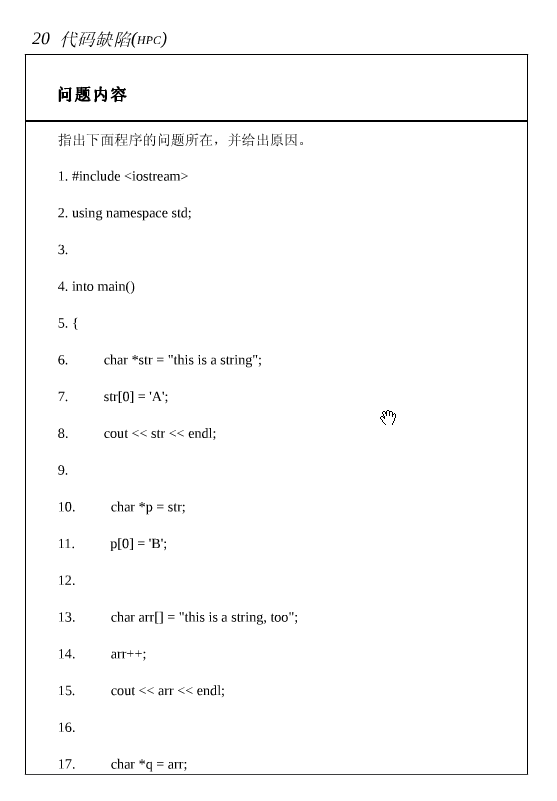 20 代码缺陷(HPC)
问题内容
指出下面程序的问题所在，并给出原因。
1. #include <iostream>
2. using namespace std;
3.
4. into main()
5. {
6. char *str = "this is a string";
7. str[0] = 'A';
8. cout << str << endl;
9.
10. char *p = str;
11. p[0] = 'B';
12.
13. char arr[] = "this is a string, too";
14. arr++;
15. cout << arr << endl;
16.
17. char *q = arr;